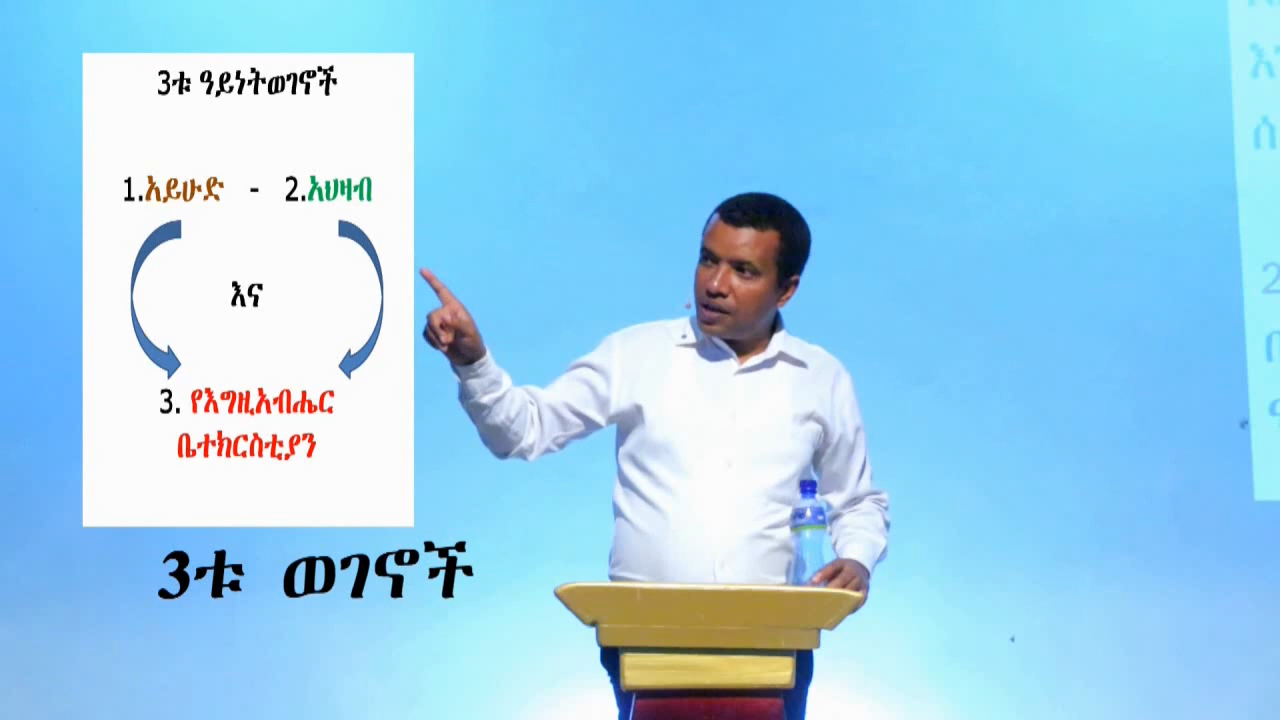 3ቱ ዓይነትወገኖች
1.አይሁድ - 2.አህዛብ
እና
3. የእግዚአብሔር
ቤተክርስቲያን
3ቱ ወገኖች